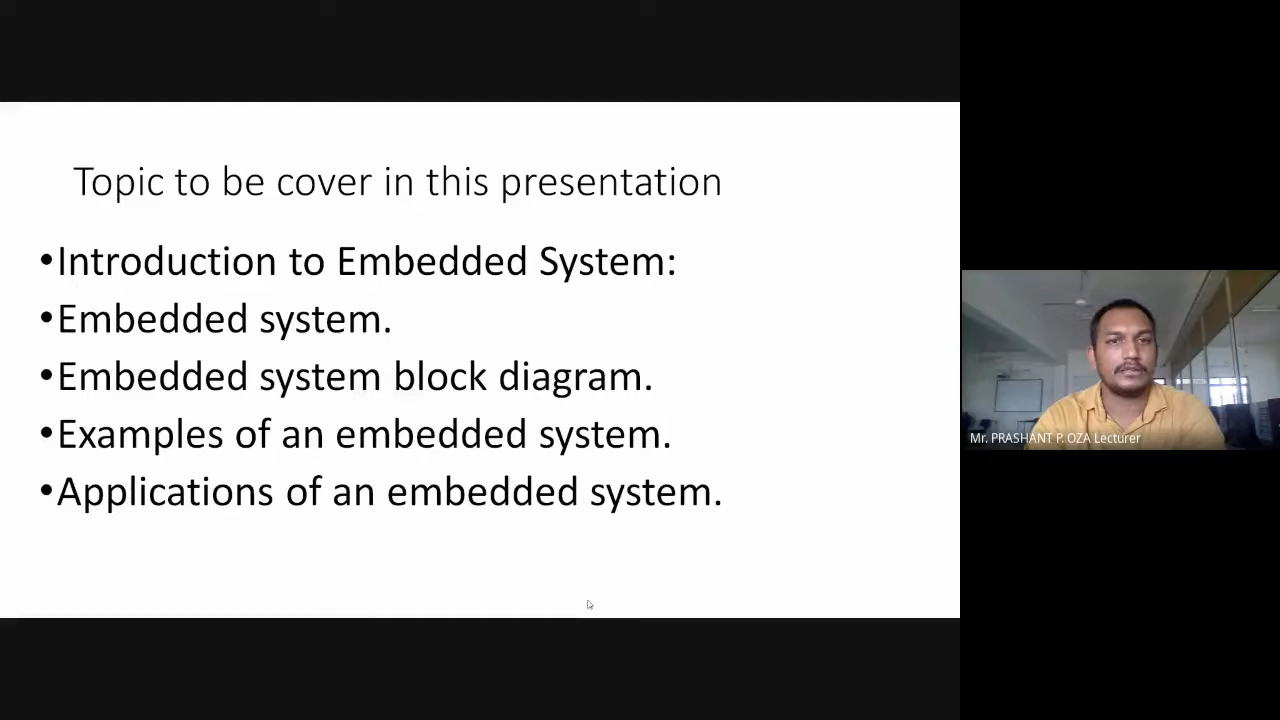 Topic to be cover in this presentation
•Introduction to Embedded System:
•Embedded system.
•Embedded system block diagram.
•Examples of an embedded system.
•Applications of an embedded system.
Mr. PRASHANT P. OZA Lecturer